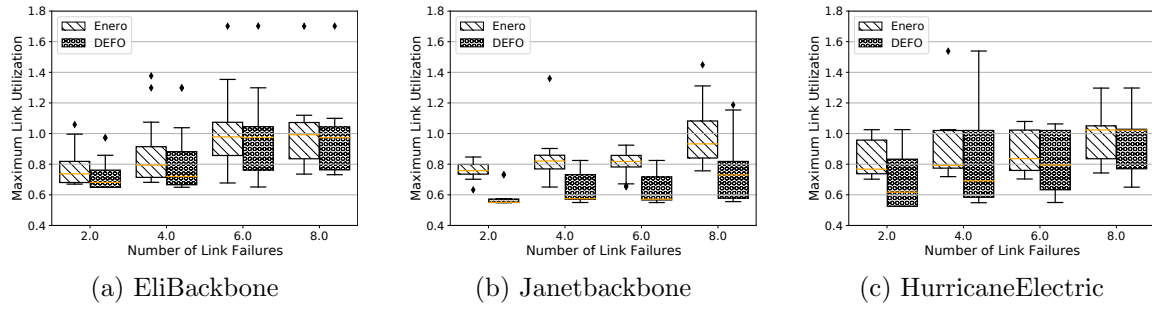 1.8
1.6
1.4
1.2
1.0
0.8
0.6
0.4
Maximum Link Utilization
Enero
DEFO
2.0 4.0 6.0 8.0
Number of Link Failures
(a) EliBackbone
1.8
1.6
1.4
1.2
1.0
0.8
0.6
0.4
Maximum Link Utilization
Enero
DEFO
2.0 4.0 6.0 8.0
Number of Link Failures
(b) Janetbackbone
1.8
1.6
1.4
1.2
1.0
0.8
0.6
0.4
Maximum Link Utilization
Enero
DEFO
2.0 4.0 6.0 8.0
Number of Link Failures
(c) HurricaneElectric